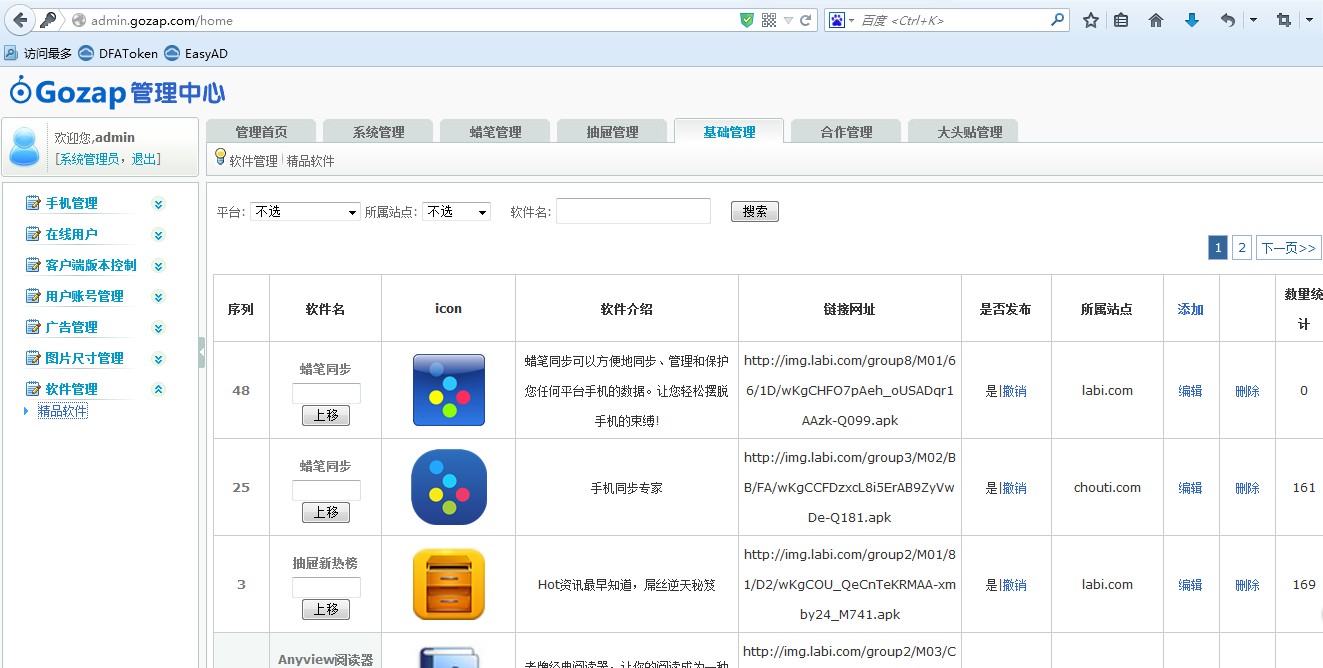 admin.gozap.com/home
百度 <Ctrl+K>
访问最多 DFAToken EasyAD
Gozap管理中心
欢迎您,admin
[系统管理员，退出]
管理首页 系统管理 蜡笔管理 抽屉管理 基础管理 合作管理 大头贴管理
软件管理 精品软件
手机管理
在线用户
客户端版本控制
用户账号管理
广告管理
图片尺寸管理
软件管理
精品软件
平台: 不选 所属站点: 不选 软件名: 搜索
1 2 下一页>>
序列 软件名 icon 软件介绍 链接网址 是否发布 所属站点 添加 数量统
计
48
蜡笔同步
上移
蜡笔同步可以方便地同步、管理和保护
您任何平台手机的数据。让您轻松摆脱
手机的束缚!
http://img.labi.com/group8/M01/6
6/1D/wKgCHFO7pAeh_oUSADqr1
AAzk-Q099.apk
是|撤销 labi.com 编辑 删除 0
25
蜡笔同步
上移
手机同步专家
http://img.labi.com/group3/M02/B
B/FA/wKgCCFDzxcL8i5ErAB9ZyVw
De-Q181.apk
是|撤销 chouti.com 编辑 删除 161
3
抽屉新热榜
上移
Hot资讯最早知道，屌丝逆天秘笈
http://img.labi.com/group2/M01/8
1/D2/wKgCOU_QeCnTeKRMAA-xm
by24_M741.apk
是|撤销 labi.com 编辑 删除 169
Anyview阅读器
老牌经典阅读器，让你的阅读成为一种
http://img.labi.com/group2/M03/C